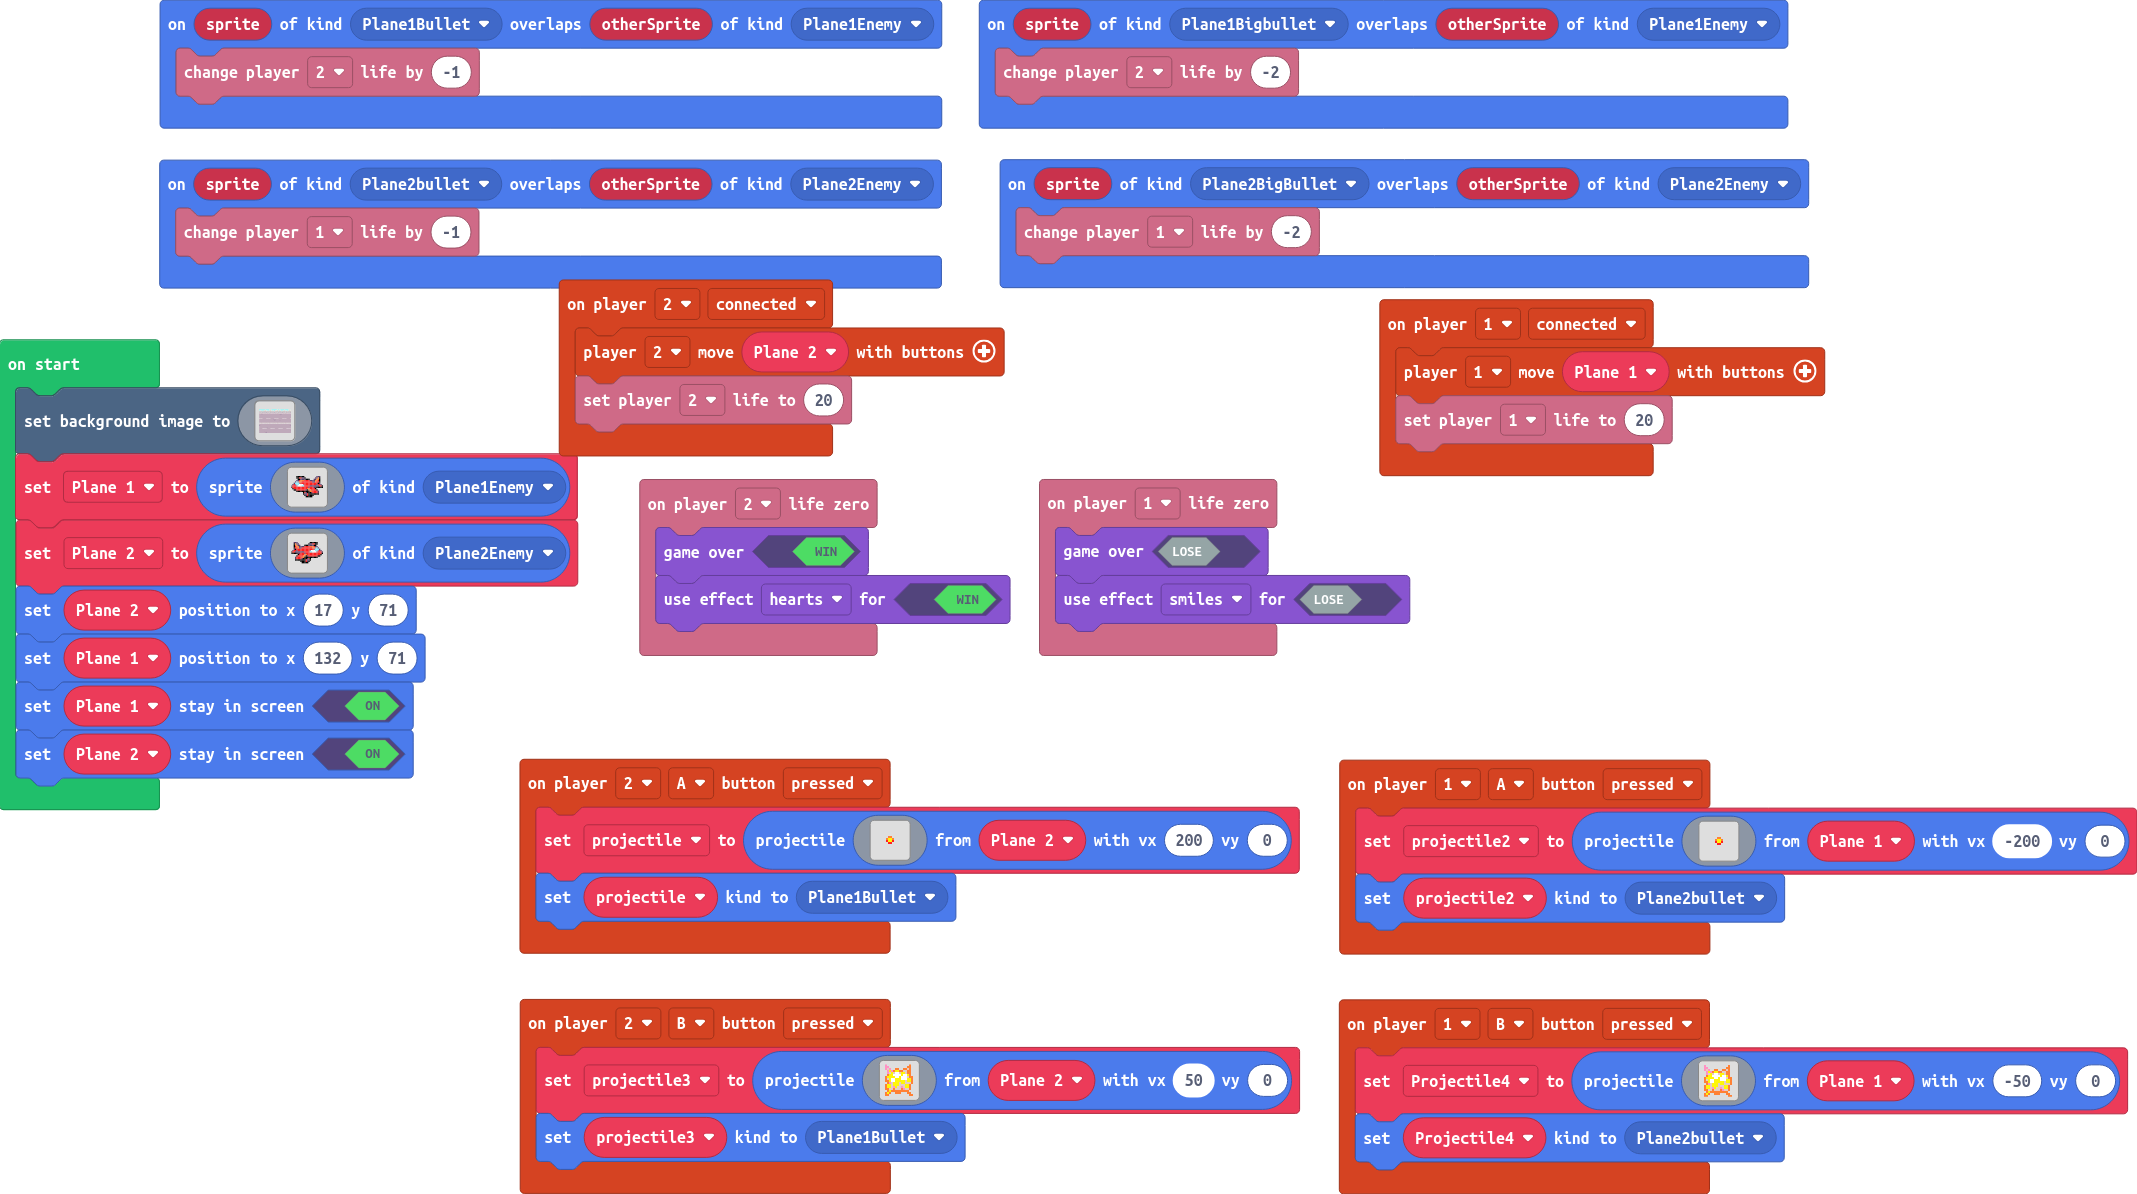 on sprite of kind Plane1Bullet overlaps otherSprite of kind Plane1Enemy
change player 2 life by -1
on sprite of kind Plane1Bigbullet overlaps otherSprite of kind Plane1Enemy
change player 2 life by -2
on sprite of kind Plane2bullet overlaps otherSprite of kind Plane2Enemy
change player 1 life by -1
on sprite of kind Plane2BigBullet overlaps otherSprite of kind Plane2Enemy
change player 1 life by -2
on player 2 connected
player 2 move Plane 2 with buttons
set player 2 life to 20
on player 1 connected
player 1 move Plane 1 with buttons
set player 1 life to 20
on start
set background image to
set Plane 1 to sprite of kind Plane1Enemy
set Plane 2 to sprite of kind Plane2Enemy
set Plane 2 position to x 17 y 71
set Plane 1 position to x 132 y 71
set Plane 1 stay in screen ON
set Plane 2 stay in screen ON
on player 2 life zero
game over WIN
use effect hearts for WIN
on player 1 life zero
game over LOSE
use effect smiles for LOSE
on player 2 A button pressed
set projectile to projectile from Plane 2 with vx 200 vy 0
set projectile kind to Plane1Bullet
on player 1 A button pressed
set projectile2 to projectile from Plane 1 with vx -200 vy 0
set projectile2 kind to Plane2bullet
on player 2 B button pressed
set projectile3 to projectile from Plane 2 with vx 50 vy 0
set projectile3 kind to Plane1Bullet
on player 1 B button pressed
set Projectile4 to projectile from Plane 1 with vx -50 vy 0
set Projectile4 kind to Plane2bullet